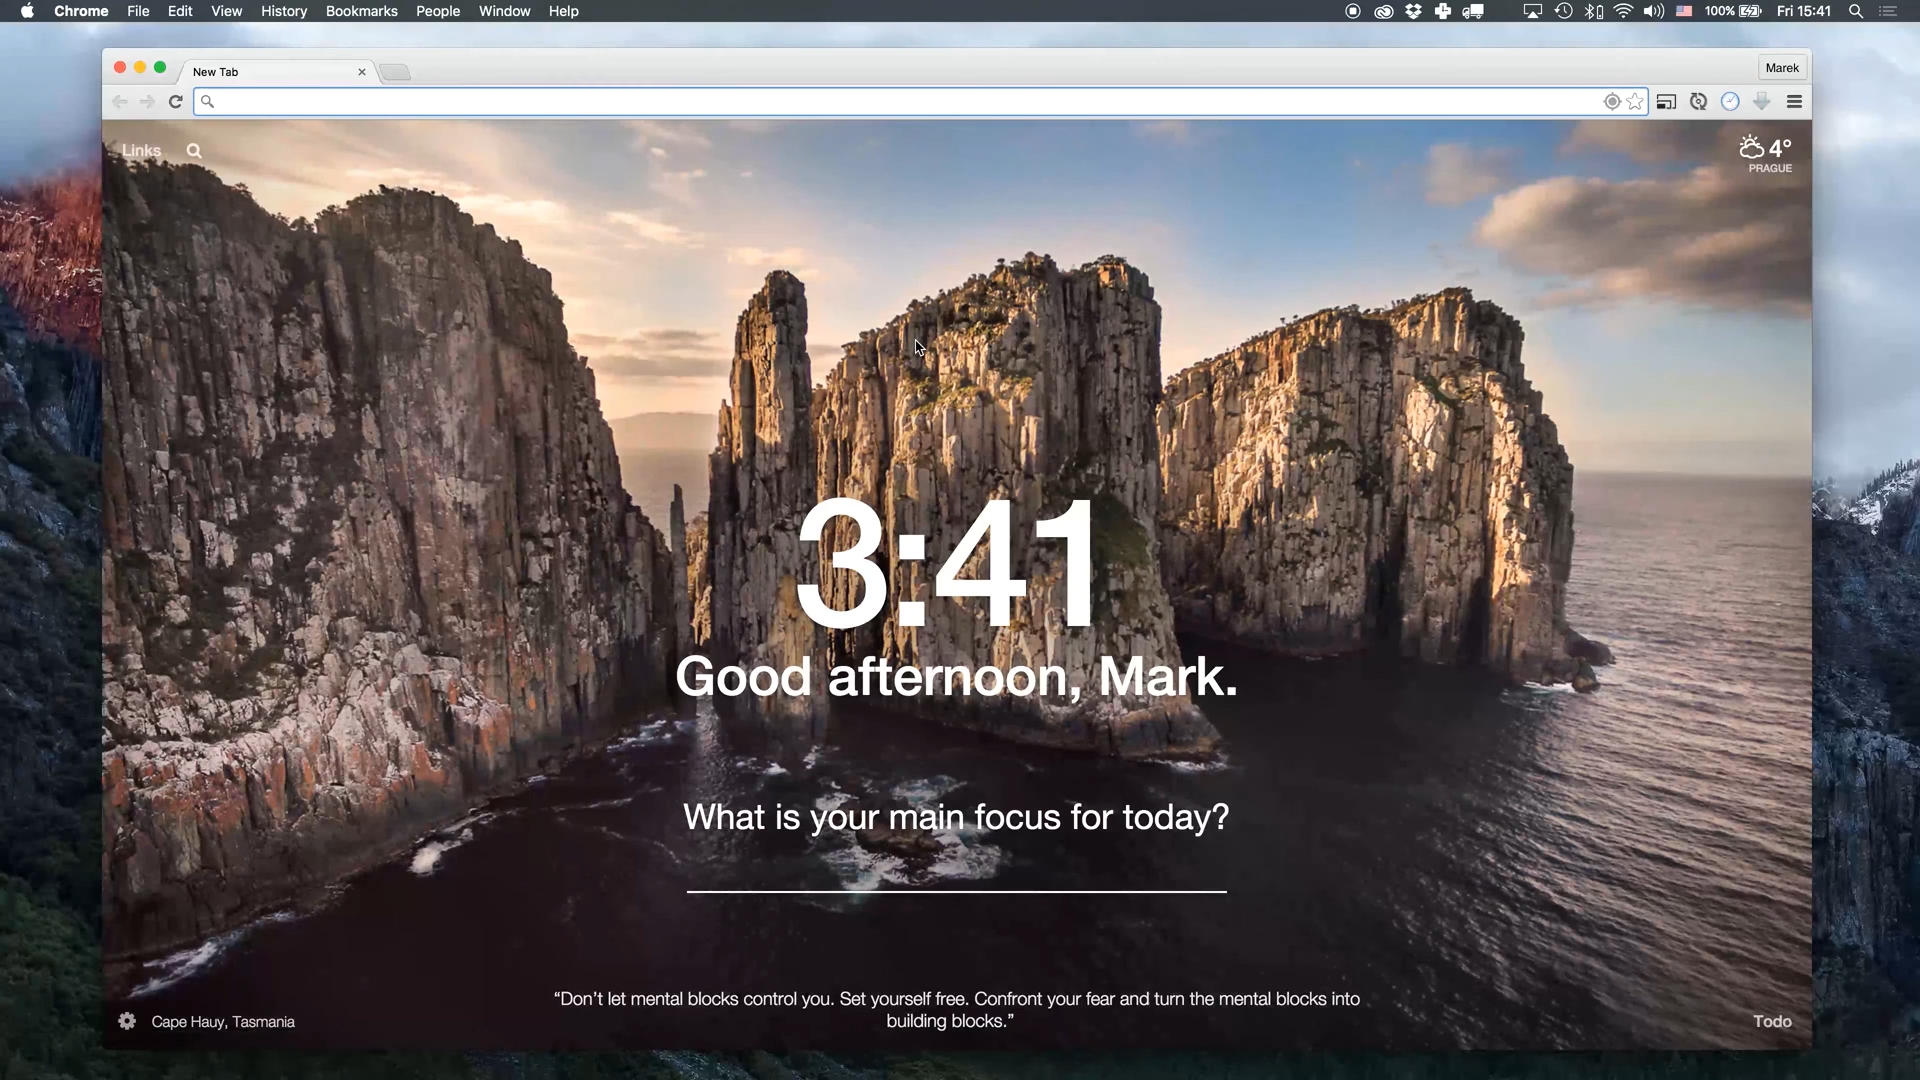 Chrome File Edit View History Bookmarks People Window Help 100% Fri 15:41
New Tab Marek
Links
4°
PRAGUE
3:41
Good afternoon, Mark.
What is your main focus for today?
“Don’t let mental blocks control you. Set yourself free. Confront your fear and turn the mental blocks into
building blocks.”
Cape Hauy, Tasmania
Todo